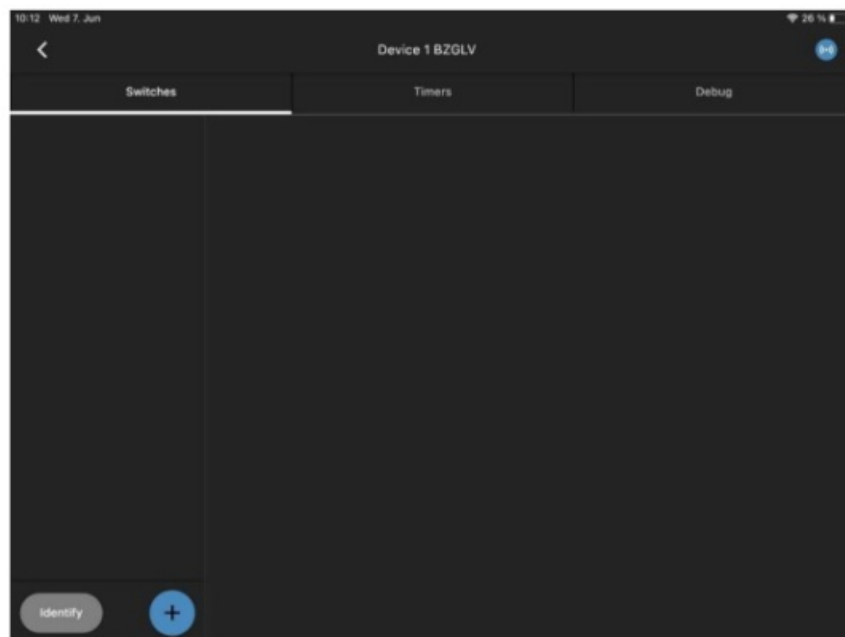 10:12 Wed 7. Jun 26 %
Device 1 BZGLV
Switches Timers Debug
Identify